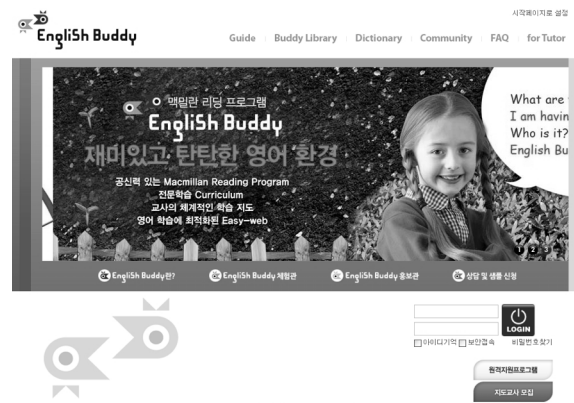 시작페이지로 설정
EngliSh Buddy
Guide Buddy Library Dictionary Community FAQ for Tutor
맥밀란 리딩 프로그램
EngliSh Buddy
재미있고 탄탄한 영어 환경
공신력 있는 Macmillan Reading Program
전문학습 Curriculum
교사의 체계적인 학습 지도
영어 학습에 최적화된 Easy-web
What are
I am havin
Who is it?
English Bu
1 2
EngliSh Buddy란? EngliSh Buddy 체험관 EngliSh Buddy 홍보관 상담 및 샘플 신청
LOGIN
아이디기억 보안접속 비밀번호찾기
원격지원프로그램
지도교사 모집